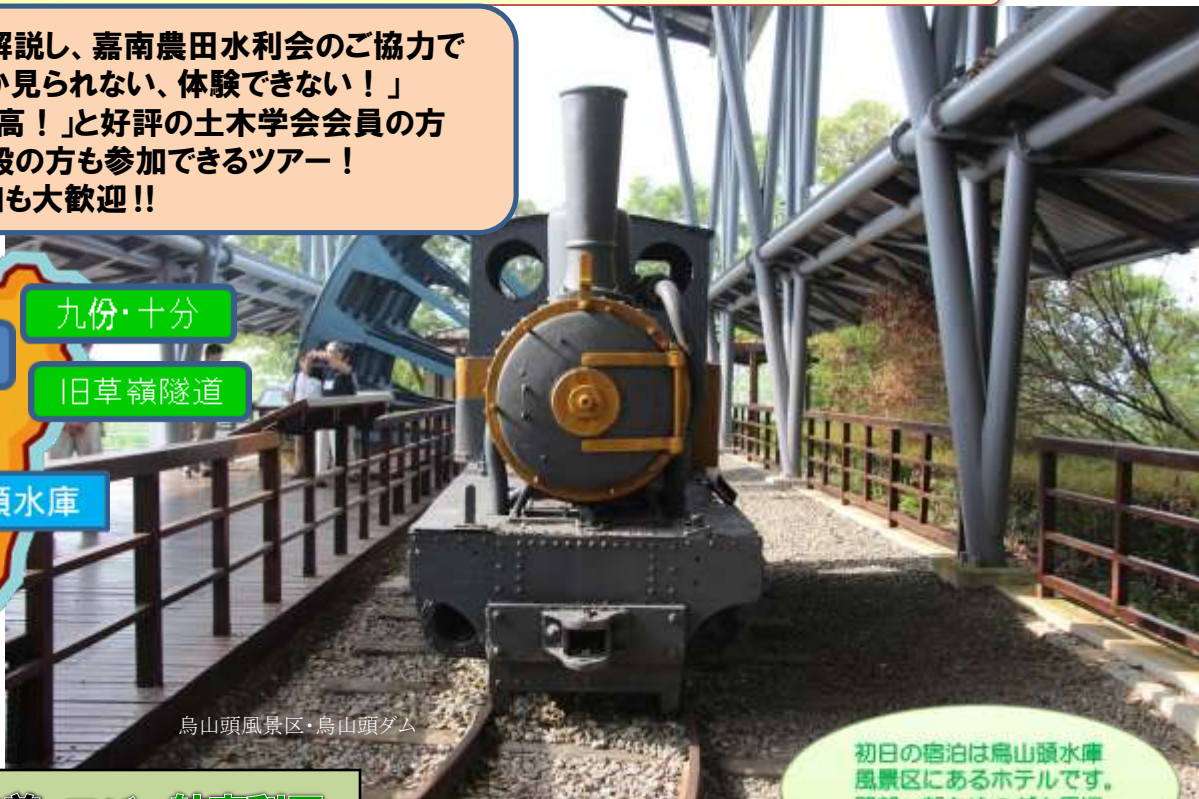 解説し、嘉南農田水利会のご協力で
見られない、体験できない！」
高！」と好評の土木学会会員の方
の方も参加できるツアー！
も大歓迎!!
九份・十分
旧草嶺隧道
頭水庫
烏山頭風景区・烏山頭ダム
初日の宿泊は烏山頭水庫
風景区にあるホテルです。